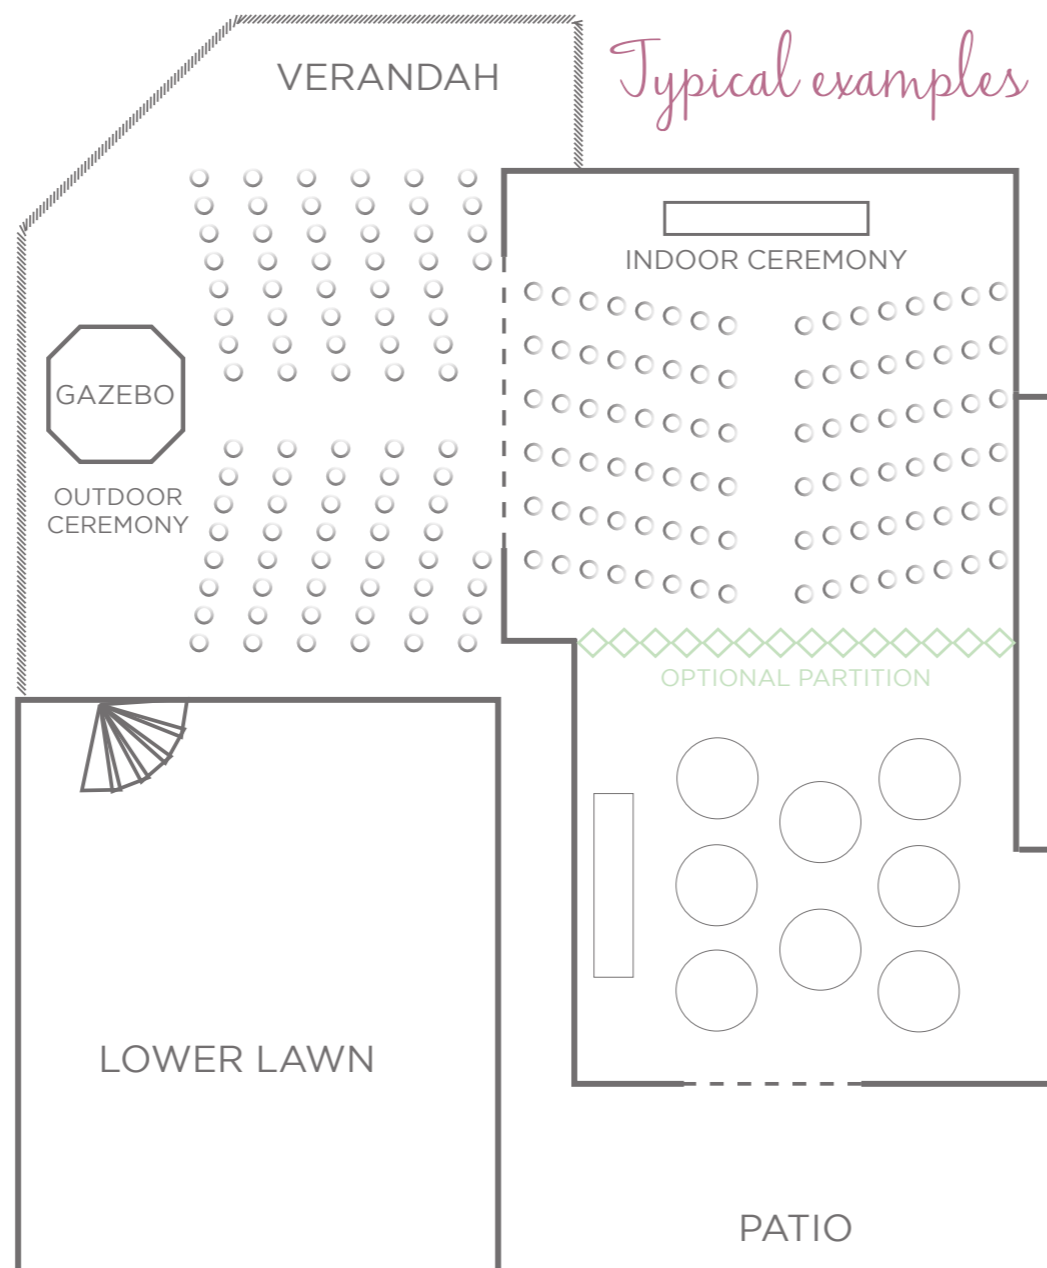 Typical examples
VERANDAH
INDOOR CEREMONY
GAZEBO
OUTDOOR
CEREMONY
OPTIONAL PARTITION
LOWER LAWN
PATIO